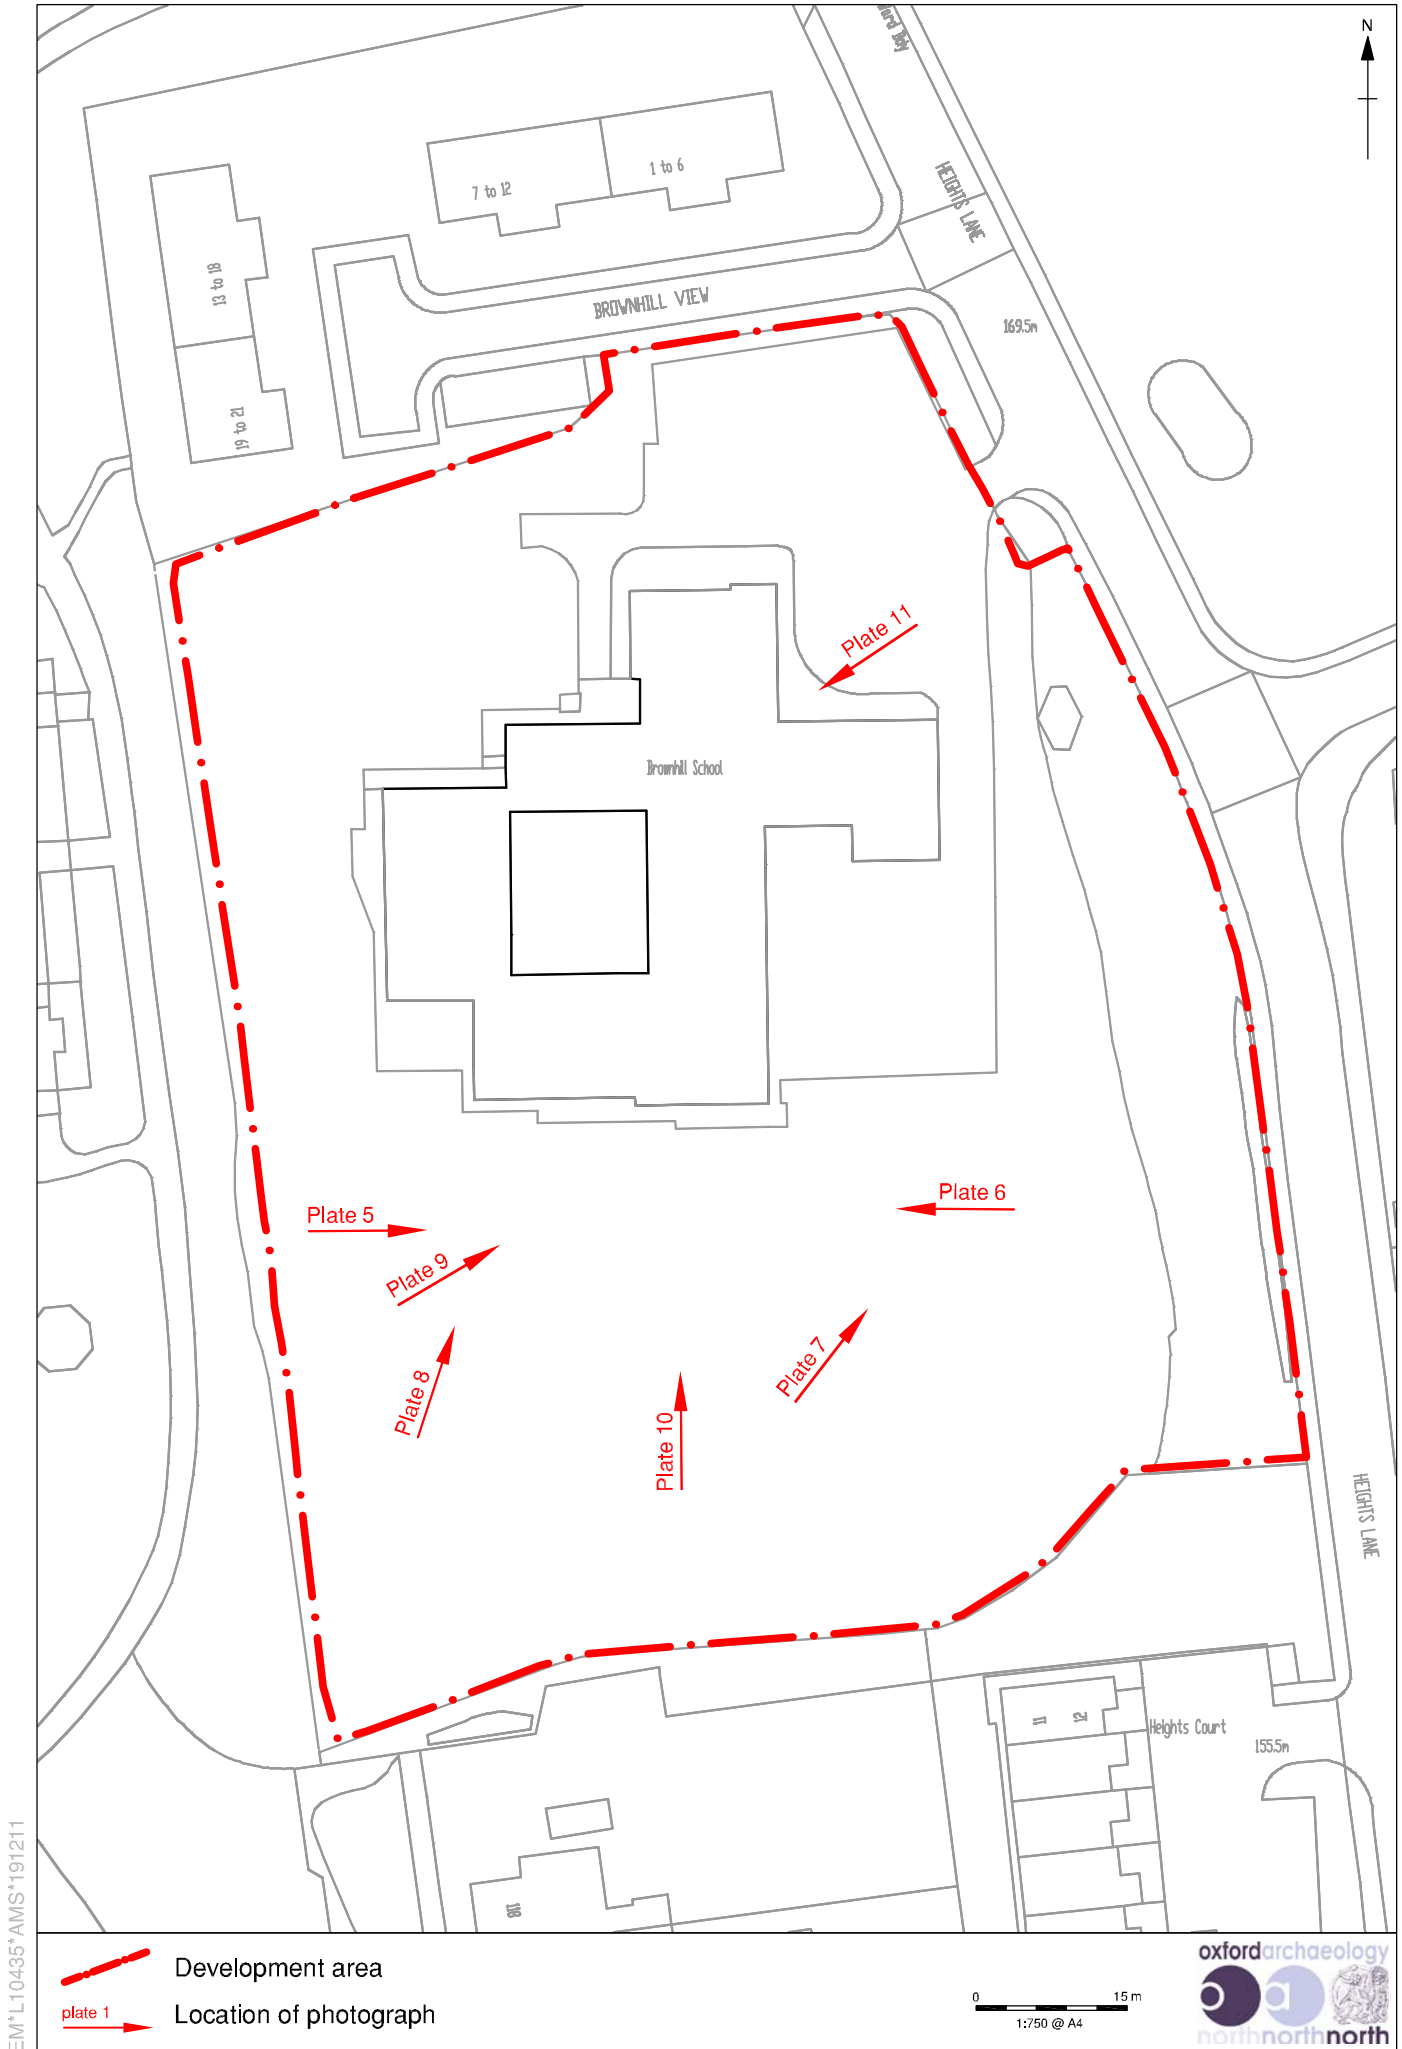 N
HEIGHTS LANE
1 to 6
7 to 12
13 to 18
BROWNHILL VIEW
169.5m
19 to 21
Plate 11
Brownhill School
Plate 6
Plate 5
Plate 9
Plate 7
Plate 8
Plate 10
HEIGHTS LANE
11
12
Heights Court
155.5m
118
EM*L10435*AMS*191211
Development area
plate 1
Location of photograph
0
15 m
1:750 @ A4
oxfordarchaeology
northnorthnorth